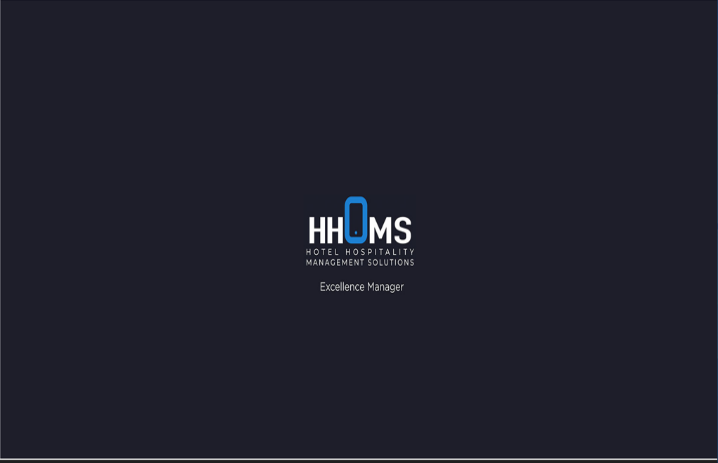 HHOMS
HOTEL HOSPITALITY
MANAGEMENT SOLUTIONS
Excellence Manager